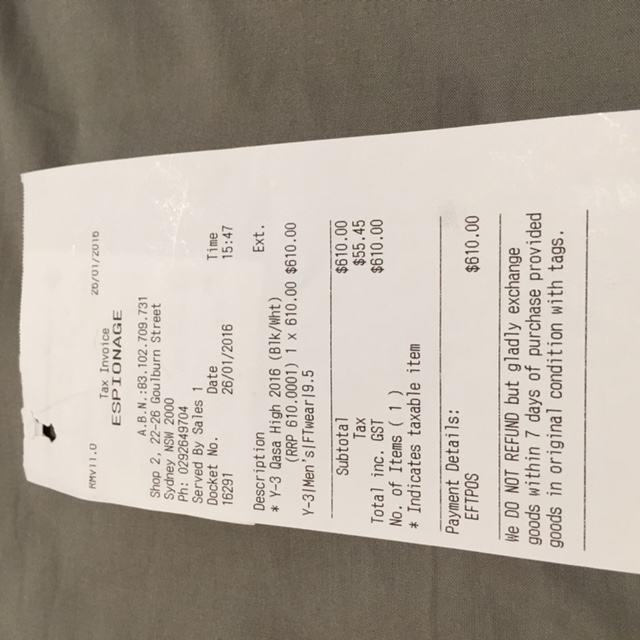 RMv11.0 26/01/2016
Tax Invoice
ESPIONAGE
A.B.N.:83.102.709.731
Shop 2, 22-26 Goulburn Street
Sydney NSW 2000
Ph: 0292649704
Served By Sales 1
Docket No. Date Time
16291 26/01/2016 15:47
Description Ext.
* Y-3 Qasa High 2016 (Blk/Wht)
(RRP 610.0001) 1 x 610.00 $610.00
Y-3|Men's|FTwear|9.5
Subtotal $610.00
Tax $55.45
Total inc. GST $610.00
No. of Items ( 1 )
* Indicates taxable item
Payment Details:
EFTPOS $610.00
We DO NOT REFUND but gladly exchange
goods within 7 days of purchase provided
goods in original condition with tags.